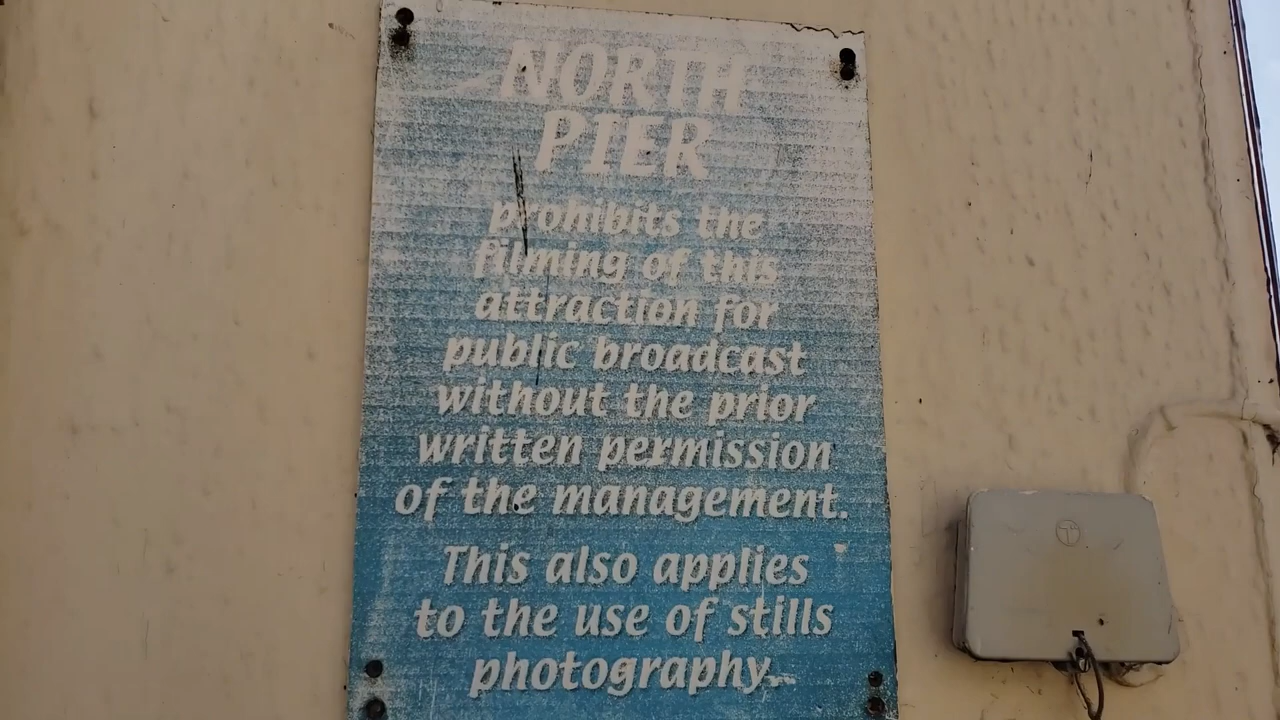 NORTH
PIER
prohibits the
filming of this
attraction for
public broadcast
without the prior
written permission
of the management.
This also applies
to the use of stills
photography.